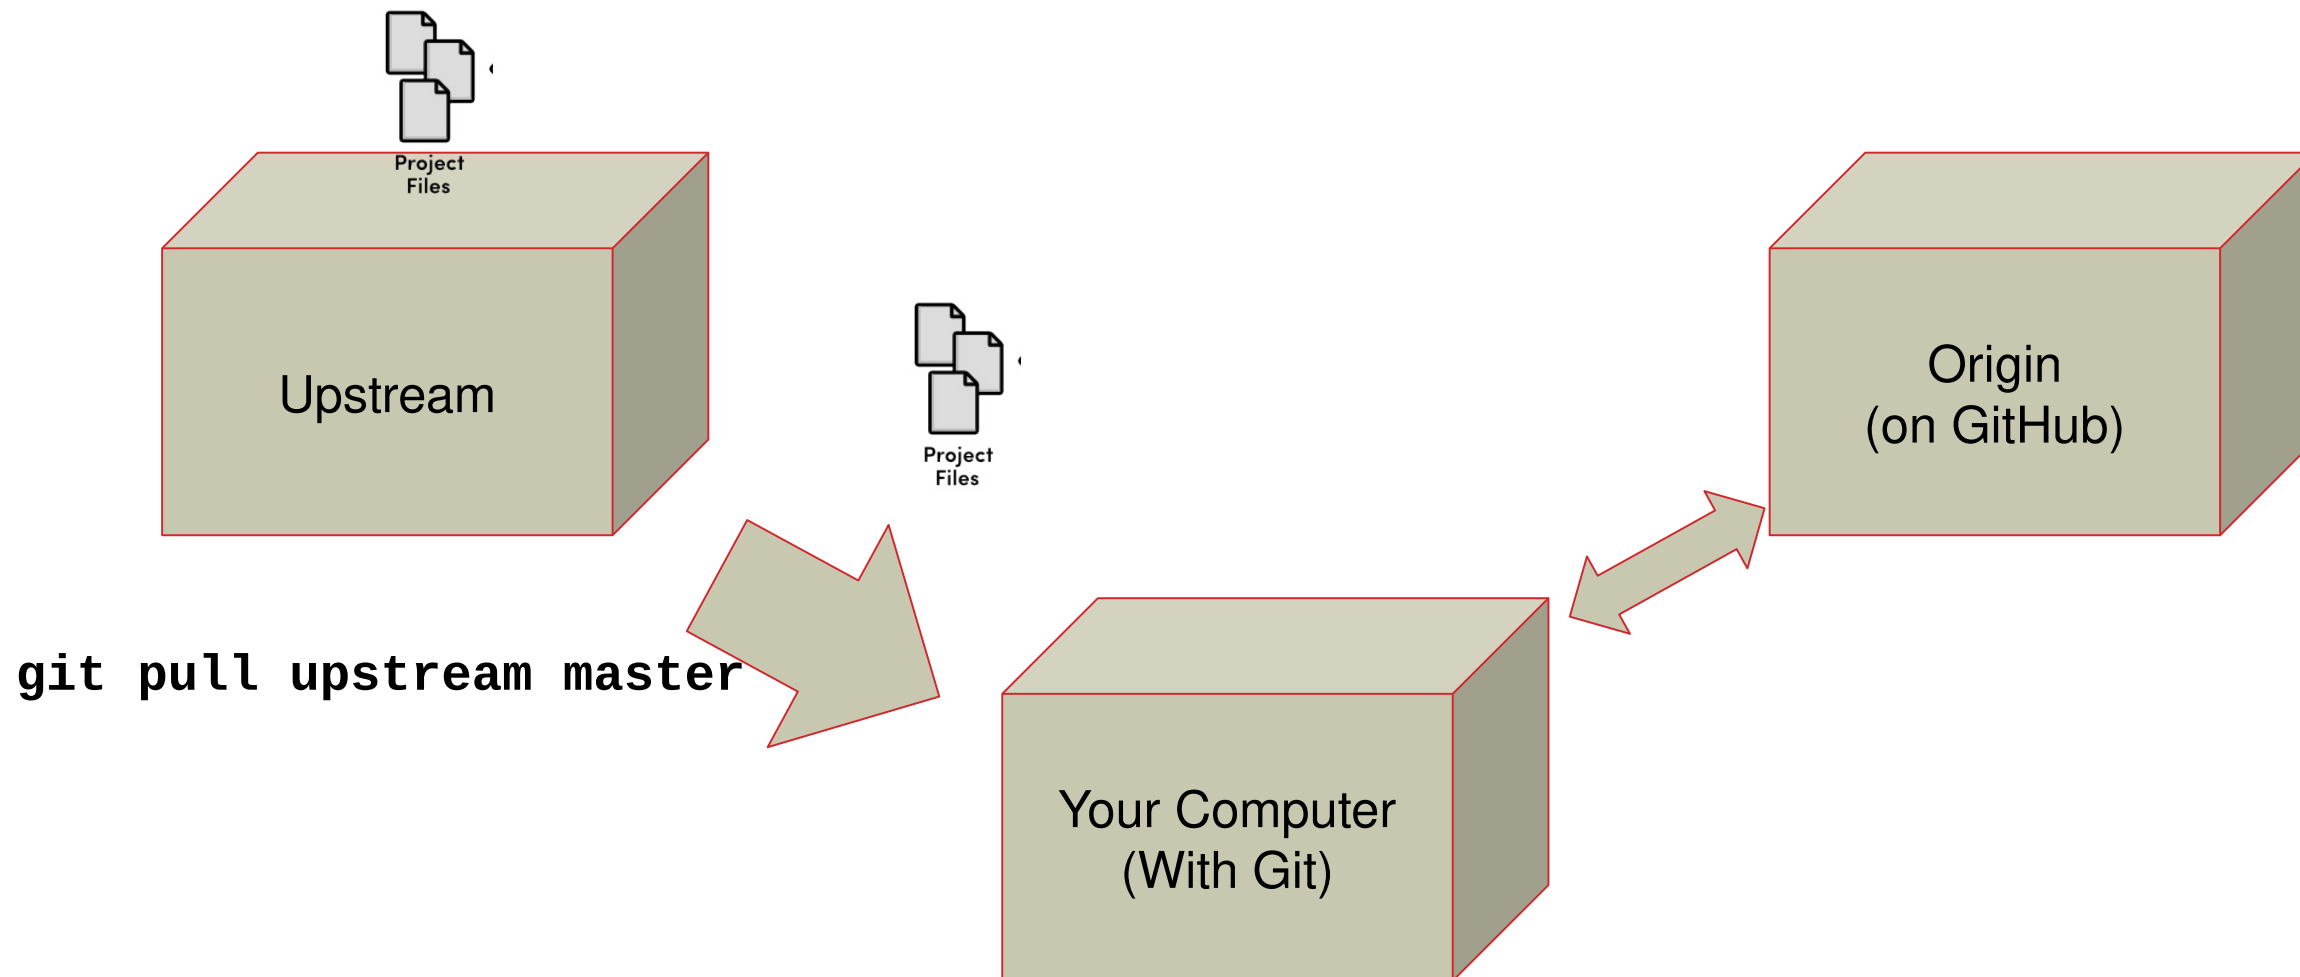 Project
Files
Upstream
Project
Files
Origin
(on GitHub)
git pull upstream master
Your Computer
(With Git)